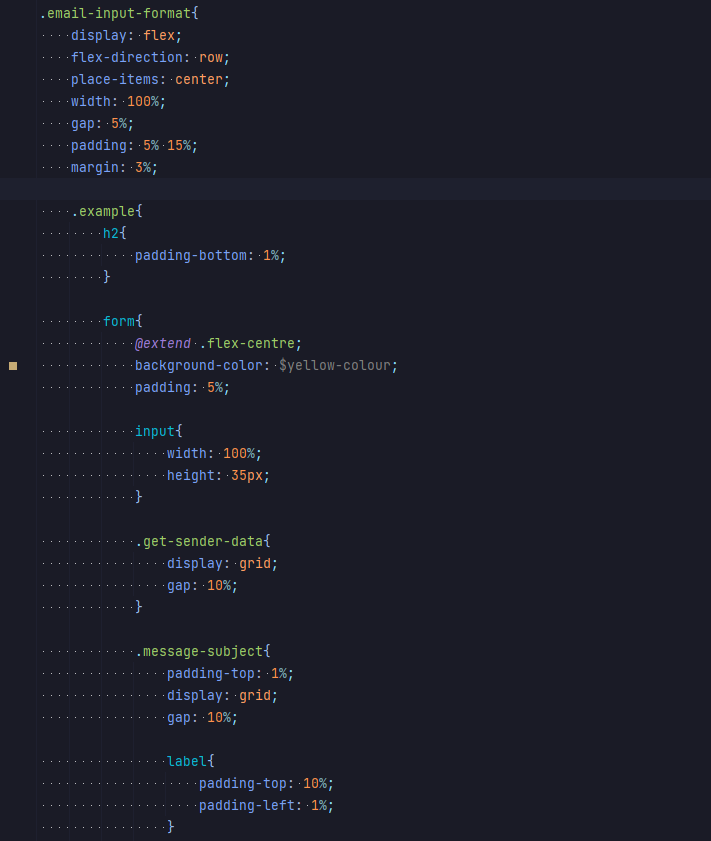 .email-input-format{
    display: flex;
    flex-direction: row;
    place-items: center;
    width: 100%;
    gap: 5%;
    padding: 5% 15%;
    margin: 3%;

    .example{
        h2{
            padding-bottom: 1%;
        }

        form{
            @extend .flex-centre;
            background-color: $yellow-colour;
            padding: 5%;

            input{
                width: 100%;
                height: 35px;
            }

            .get-sender-data{
                display: grid;
                gap: 10%;
            }

            .message-subject{
                padding-top: 1%;
                display: grid;
                gap: 10%;

                label{
                    padding-top: 10%;
                    padding-left: 1%;
                }